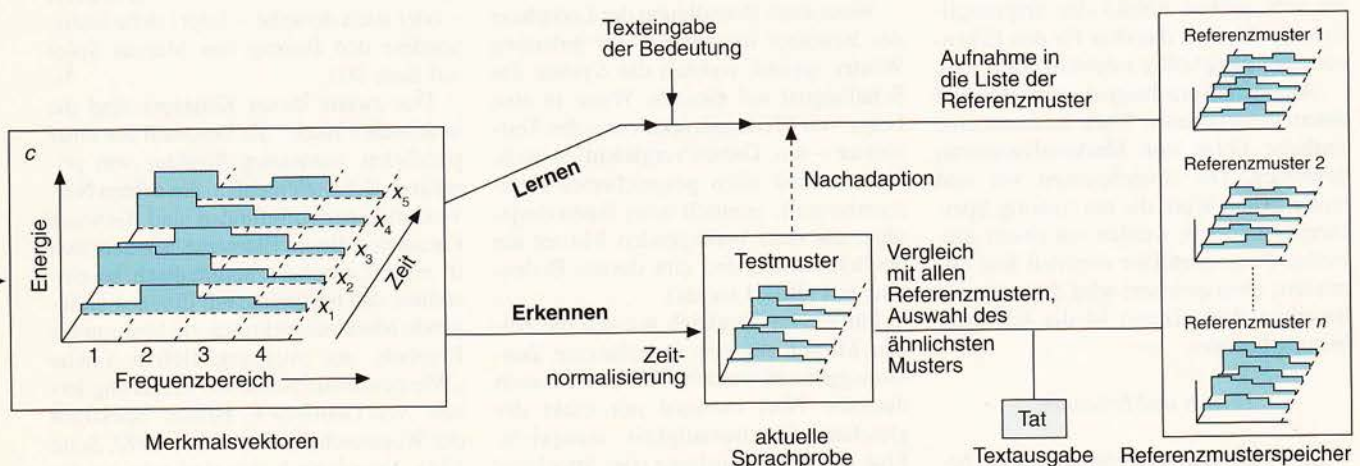 c
Energie
1 2 3 4
Frequenzbereich
x1
x2
x3
x4
x5
Zeit
Merkmalsvektoren
Lernen
Texteingabe
der Bedeutung
Nachadaption
Aufnahme in
die Liste der
Referenzmuster
Erkennen
Zeit-
normalisierung
Testmuster
aktuelle
Sprachprobe
Vergleich
mit allen
Referenzmustern,
Auswahl des
ähnlichsten
Musters
Tat
Textausgabe
Referenzmuster 1
Referenzmuster 2
Referenzmuster n
Referenzmusterspeicher